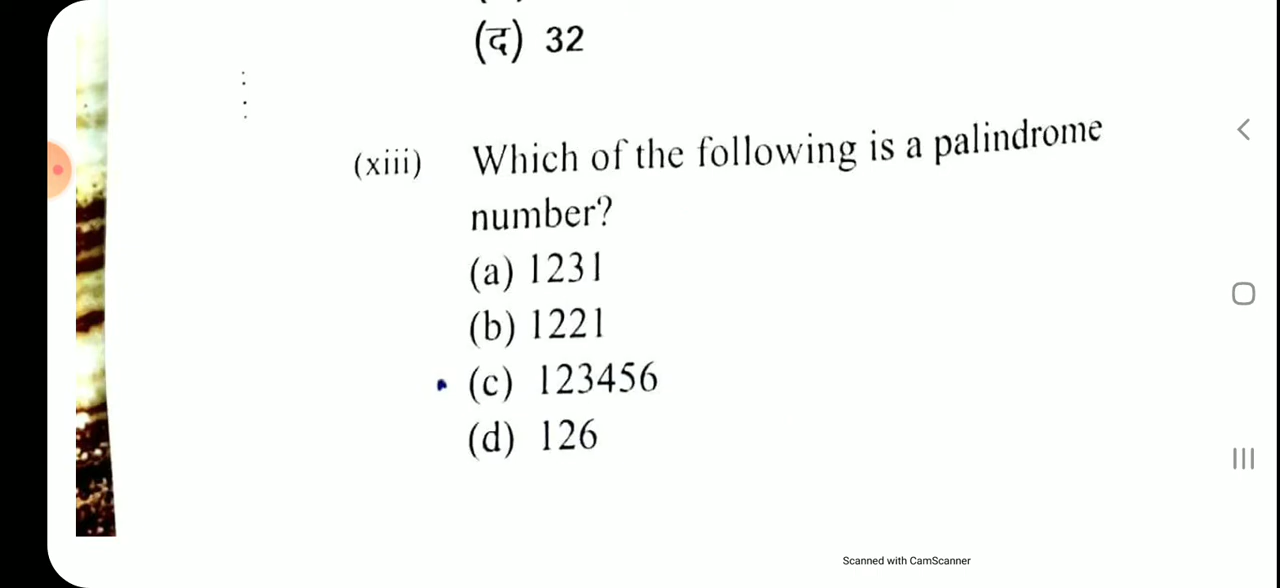 (द) 32
(xiii) Which of the following is a palindrome
number?
(a) 1231
(b) 1221
(c) 123456
(d) 126
Scanned with CamScanner